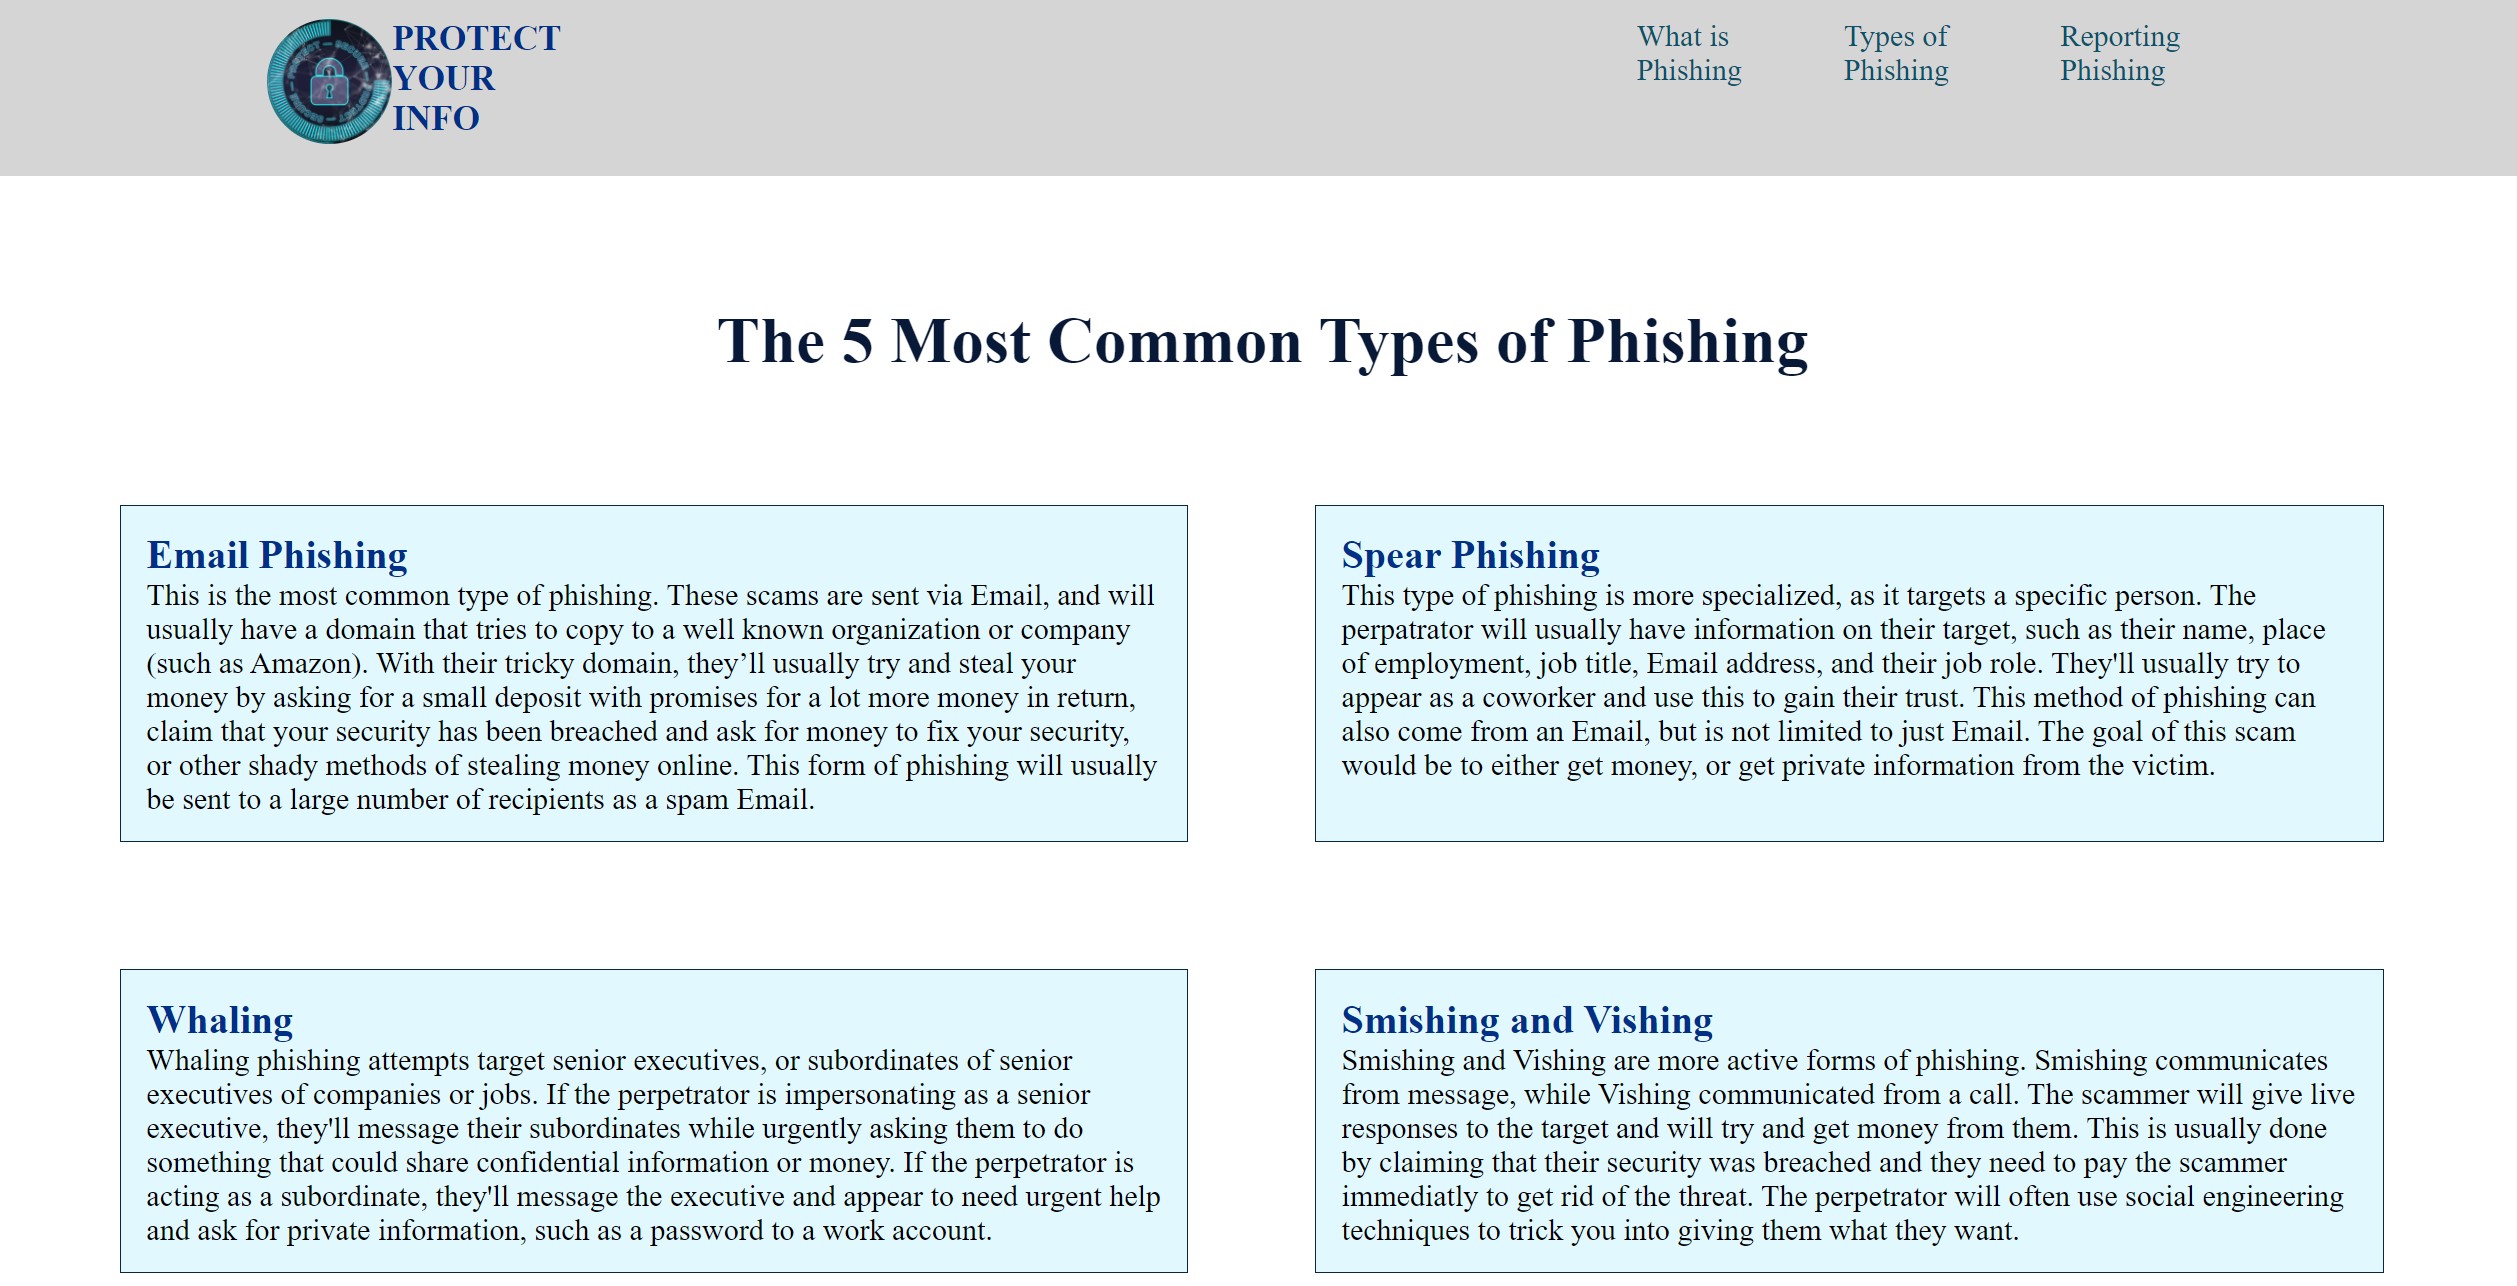 PROTECT
YOUR
INFO
What is
Phishing
Types of
Phishing
Reporting
Phishing
The 5 Most Common Types of Phishing
Email Phishing
This is the most common type of phishing. These scams are sent via Email, and will
usually have a domain that tries to copy to a well known organization or company
(such as Amazon). With their tricky domain, they’ll usually try and steal your
money by asking for a small deposit with promises for a lot more money in return,
claim that your security has been breached and ask for money to fix your security,
or other shady methods of stealing money online. This form of phishing will usually
be sent to a large number of recipients as a spam Email.
Spear Phishing
This type of phishing is more specialized, as it targets a specific person. The
perpatrator will usually have information on their target, such as their name, place
of employment, job title, Email address, and their job role. They'll usually try to
appear as a coworker and use this to gain their trust. This method of phishing can
also come from an Email, but is not limited to just Email. The goal of this scam
would be to either get money, or get private information from the victim.
Whaling
Whaling phishing attempts target senior executives, or subordinates of senior
executives of companies or jobs. If the perpetrator is impersonating as a senior
executive, they'll message their subordinates while urgently asking them to do
something that could share confidential information or money. If the perpetrator is
acting as a subordinate, they'll message the executive and appear to need urgent help
and ask for private information, such as a password to a work account.
Smishing and Vishing
Smishing and Vishing are more active forms of phishing. Smishing communicates
from message, while Vishing communicated from a call. The scammer will give live
responses to the target and will try and get money from them. This is usually done
by claiming that their security was breached and they need to pay the scammer
immediatly to get rid of the threat. The perpetrator will often use social engineering
techniques to trick you into giving them what they want.